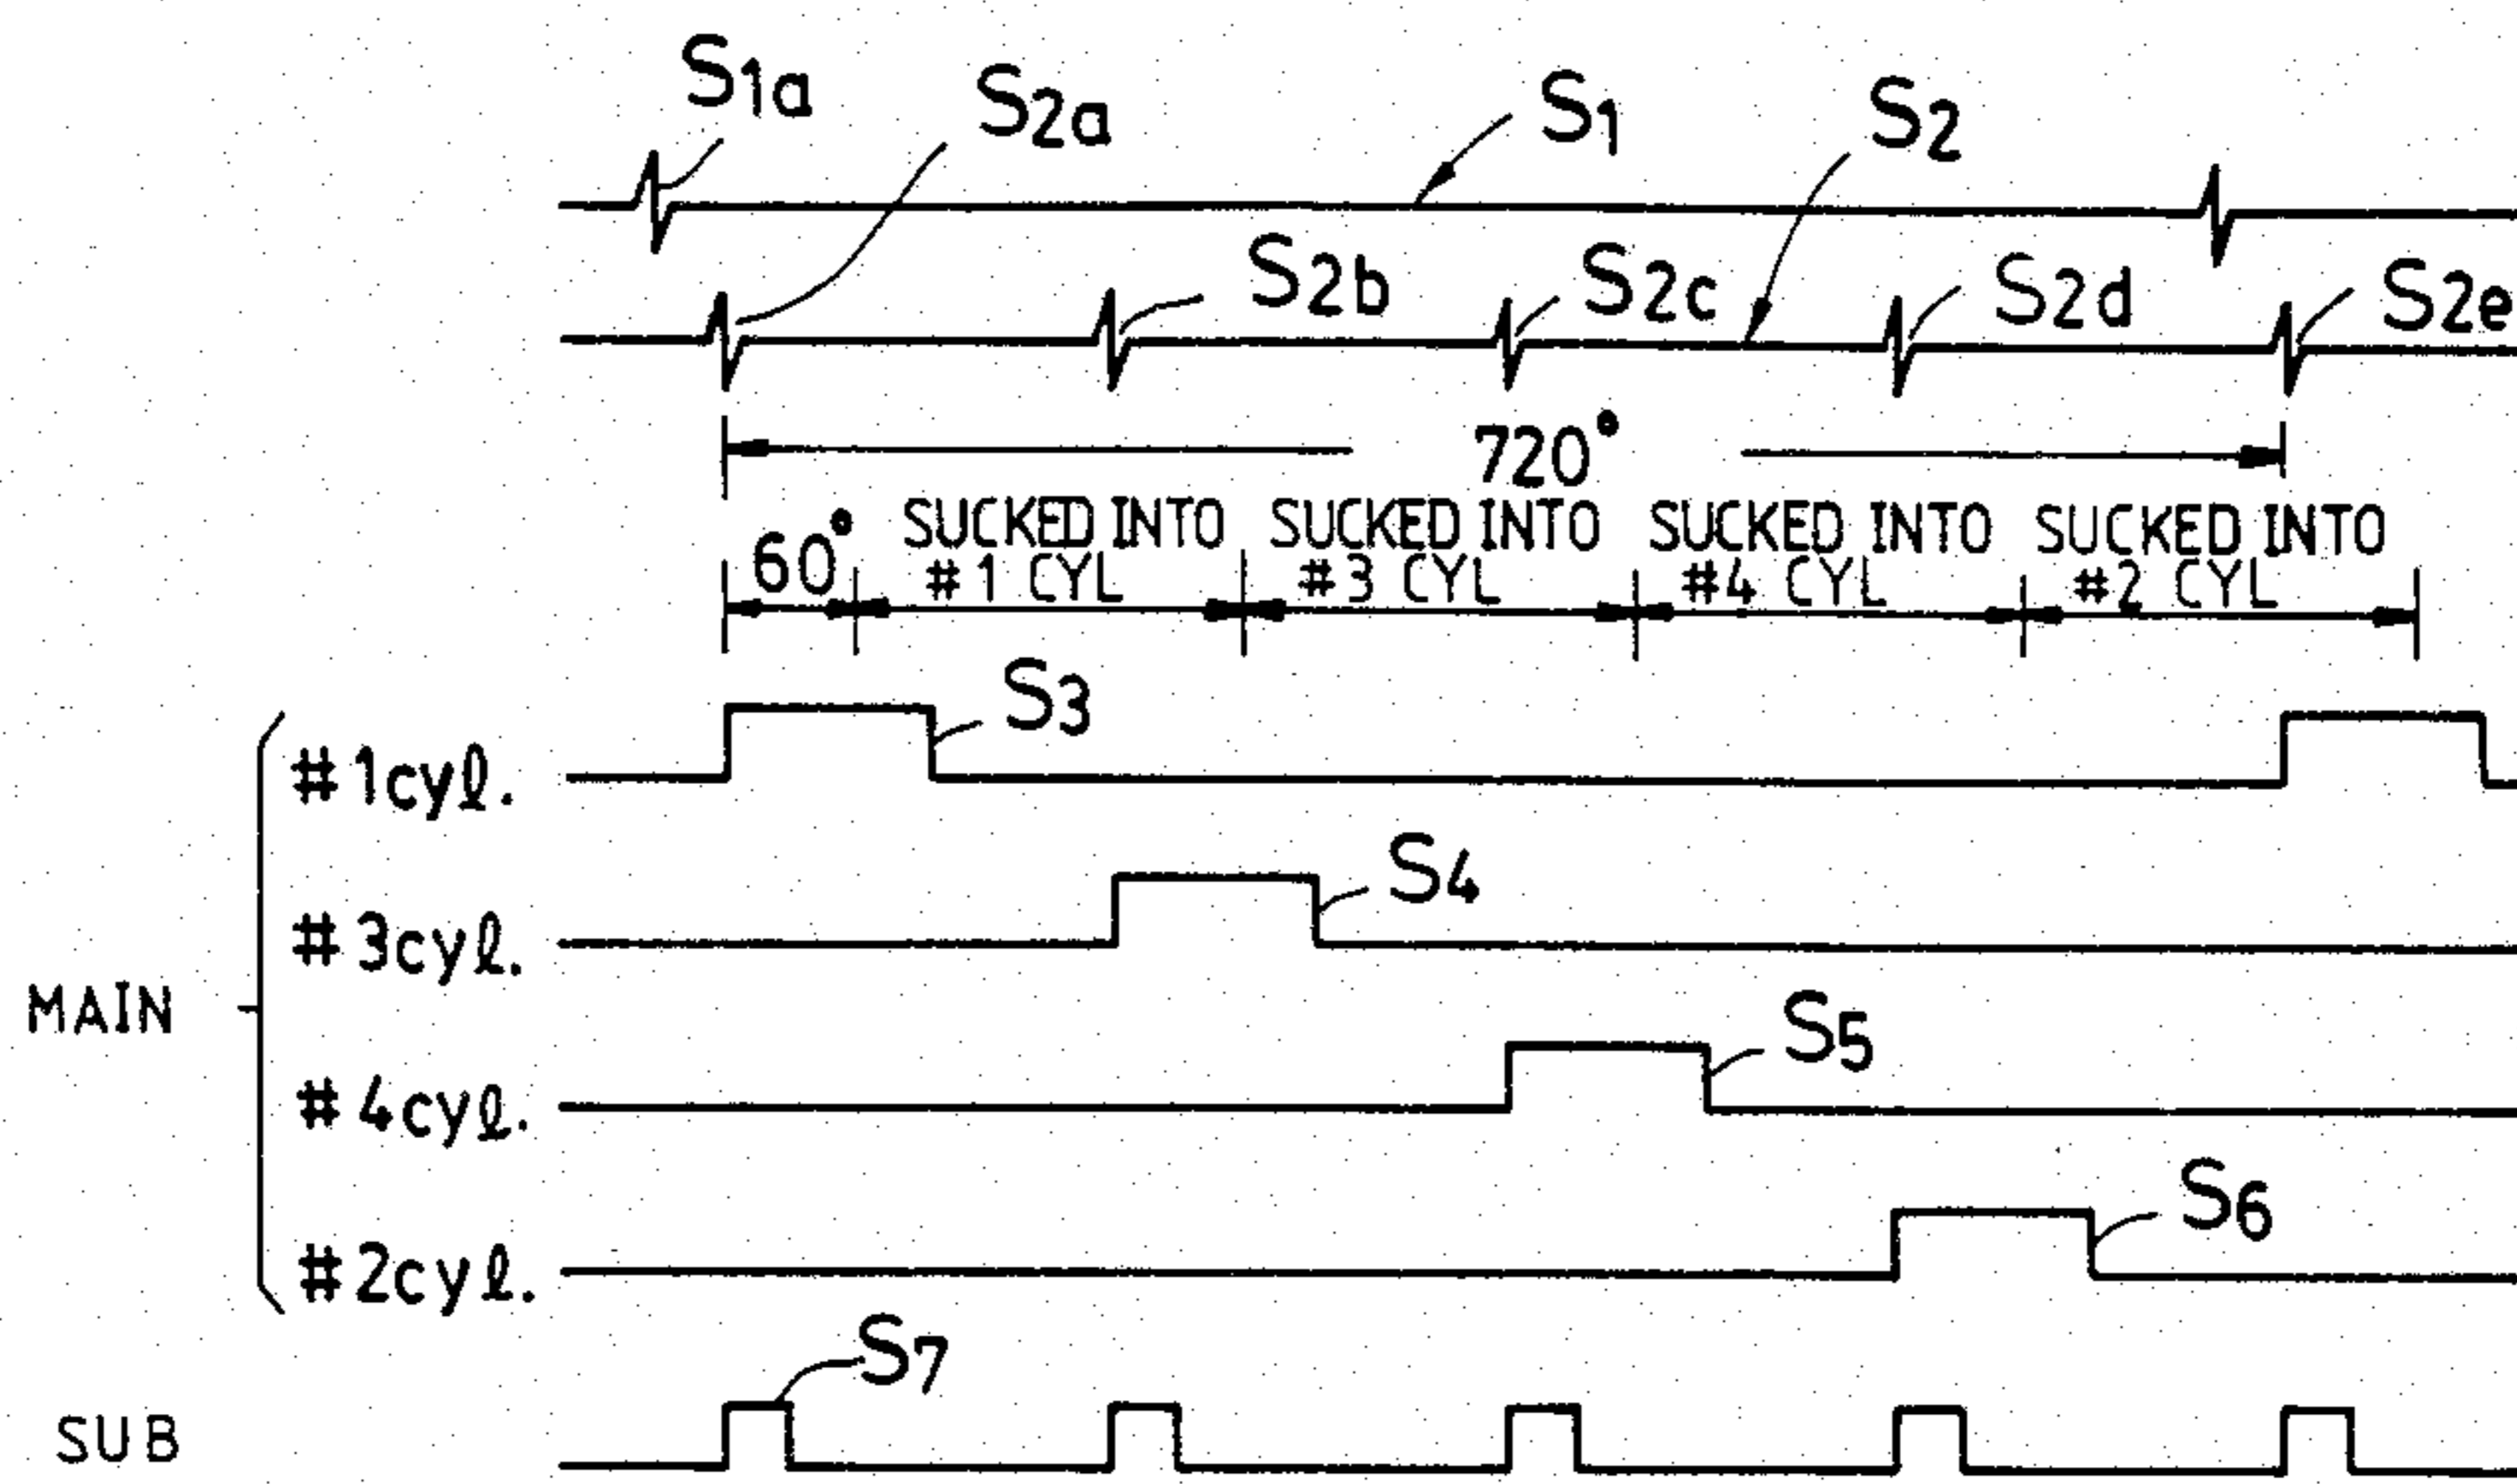 S1a
S2a
S1
S2
S2b
S2c
S2d
S2e
720°
60°
SUCKED INTO
#1 CYL
SUCKED INTO
#3 CYL
SUCKED INTO
#4 CYL
SUCKED INTO
#2 CYL
S3
#1cyl.
S4
#3cyl.
MAIN
S5
#4cyl.
S6
#2cyl.
S7
SUB